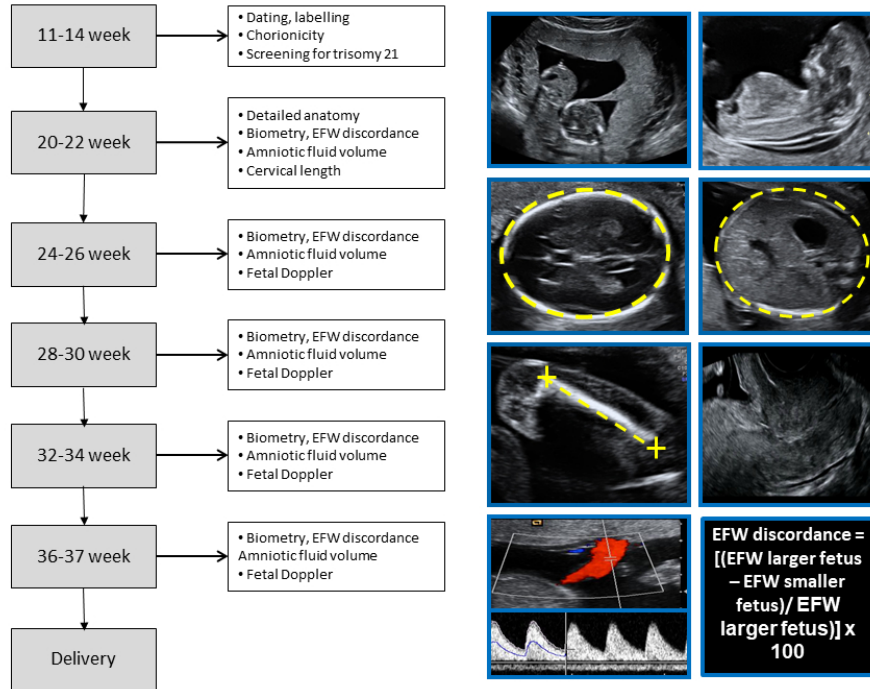 11-14 week
• Dating, labelling
• Chorionicity
• Screening for trisomy 21
20-22 week
• Detailed anatomy
• Biometry, EFW discordance
• Amniotic fluid volume
• Cervical length
24-26 week
• Biometry, EFW discordance
• Amniotic fluid volume
• Fetal Doppler
28-30 week
• Biometry, EFW discordance
• Amniotic fluid volume
• Fetal Doppler
32-34 week
• Biometry, EFW discordance
• Amniotic fluid volume
• Fetal Doppler
36-37 week
• Biometry, EFW discordance
Amniotic fluid volume
• Fetal Doppler
Delivery
EFW discordance =
[(EFW larger fetus
– EFW smaller
fetus)/ EFW
larger fetus)] x
100